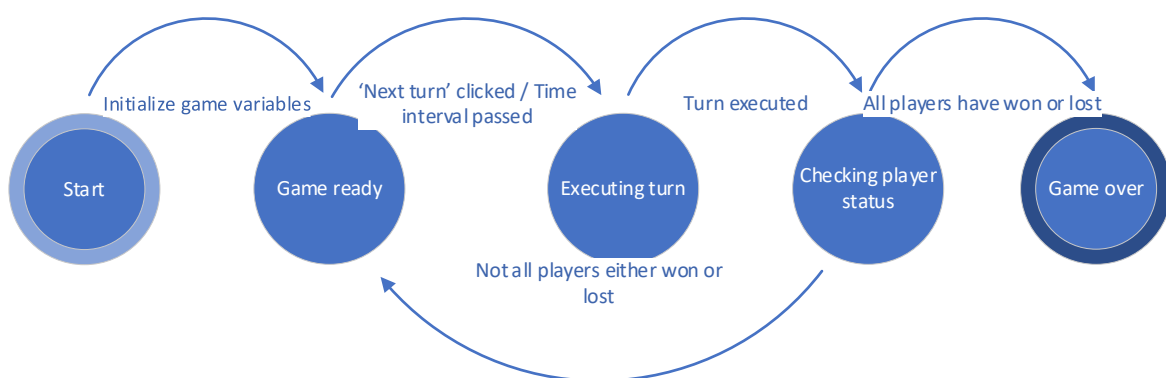 Initialize game variables
‘Next turn’ clicked / Time
interval passed
Turn executed
All players have won or lost
Start
Game ready
Executing turn
Checking player
status
Game over
Not all players either won or
lost